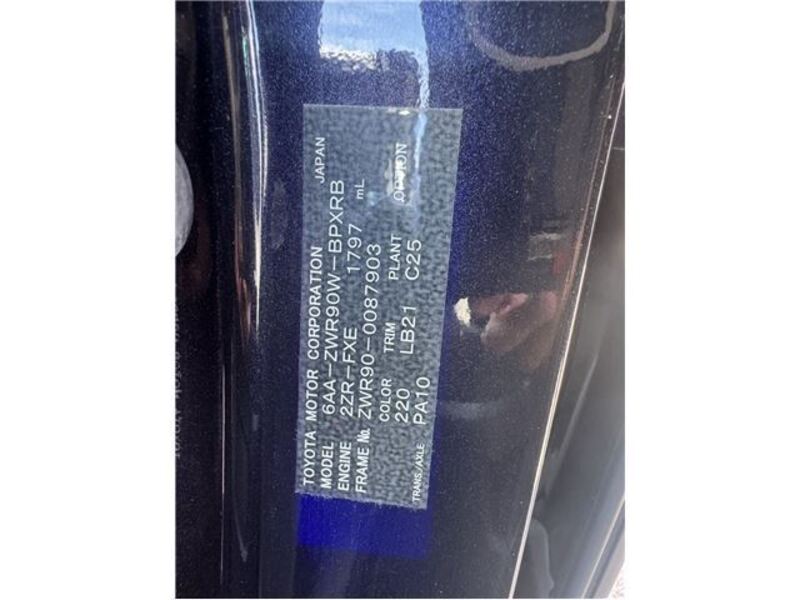 TOYOTA MOTOR CORPORATION JAPAN
MODEL 6AA-ZWR90W-BPXRB
ENGINE 2ZR-FXE 1797 mL
FRAME No. ZWR90-0087903
COLOR TRIM PLANT OPTION
220 LB21 C25
TRANS./AXLE PA10